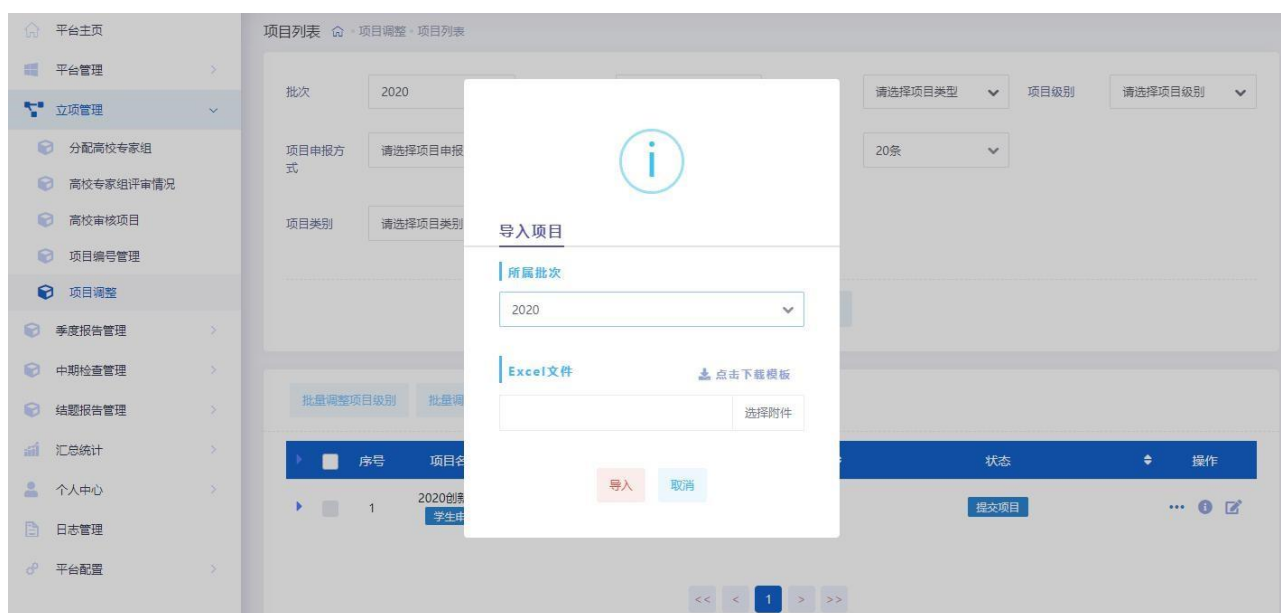 平台主页
平台管理
立项管理
分配高校专家组
高校专家组评审情况
高校审核项目
项目编号管理
项目调整
季度报告管理
中期检查管理
结题报告管理
汇总统计
个人中心
日志管理
平台配置
项目列表 项目调整 - 项目列表
批次 2020 请选择项目类型 项目级别 请选择项目级别
项目申报方式 请选择项目申报 20条
项目类别 请选择项目类别
导入项目
所属批次
2020
Excel文件 点击下载模板
选择附件
导入 取消
批量调整项目级别 批量调
序号 项目名 状态 操作
1 2020创新 提交项目
学生申
<< < 1 > >>